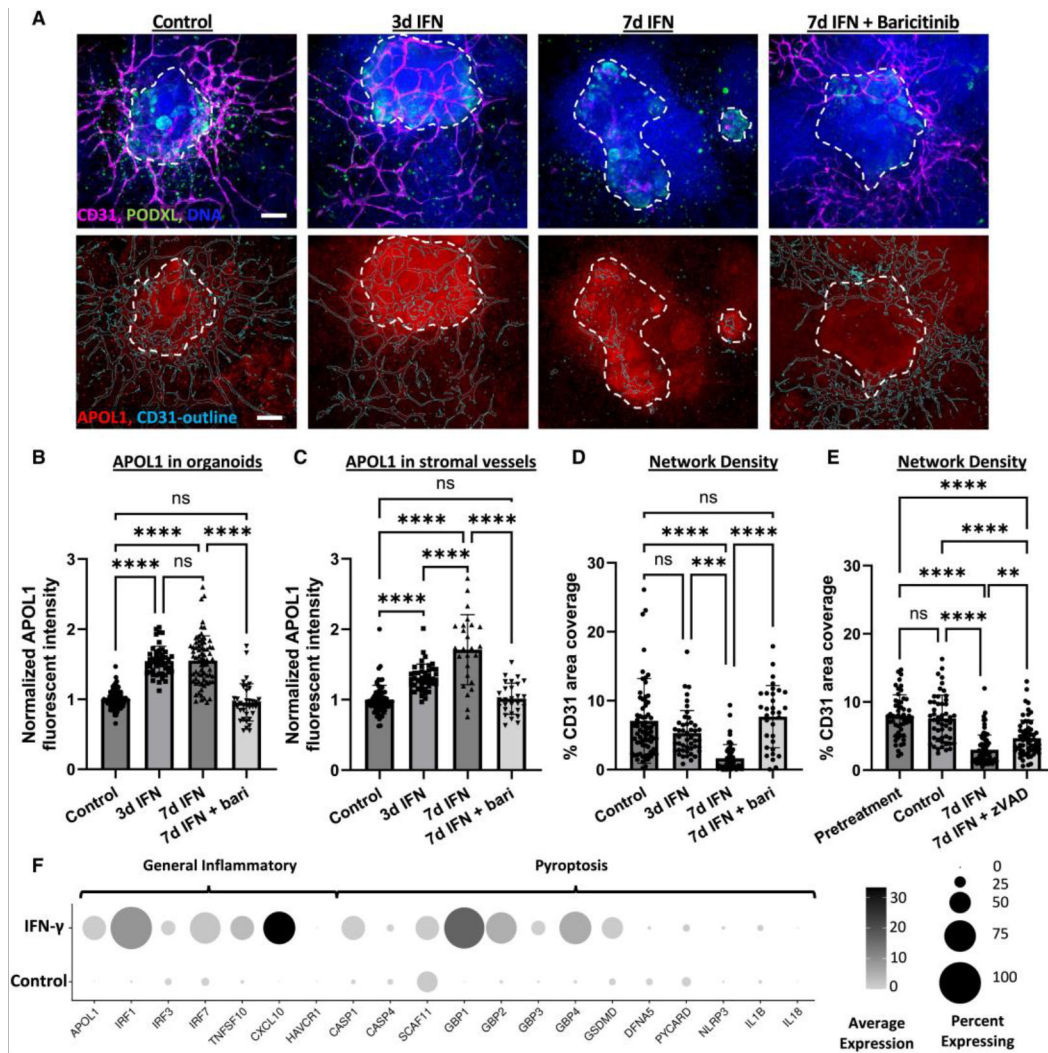 A
Control
3d IFN
7d IFN
7d IFN + Baricitinib
CD31, PODXL, DNA
APOL1, CD31-outline
B
APOL1 in organoids
ns
****
****
****
ns
Normalized APOL1
fluorescent intensity
3
2
1
0
Control
3d IFN
7d IFN
7d IFN + bari
C
APOL1 in stromal vessels
ns
****
****
****
****
Normalized APOL1
fluorescent intensity
3
2
1
0
Control
3d IFN
7d IFN
7d IFN + bari
D
Network Density
ns
****
****
ns
***
% CD31 area coverage
30
20
10
0
Control
3d IFN
7d IFN
7d IFN + bari
E
Network Density
****
****
****
**
ns
****
% CD31 area coverage
30
20
10
0
Pretreatment
Control
7d IFN
7d IFN + zVAD
F
General Inflammatory
Pyroptosis
IFN-γ
Control
APOL1
IRF1
IRF3
IRF7
TNFSF10
CXCL10
HAVCR1
CASP1
CASP4
SCAF11
GBP1
GBP2
GBP3
GBP4
GSDMD
DFNA5
PYCARD
NLRP3
IL1B
IL18
30
20
10
0
Average
Expression
0
25
50
75
100
Percent
Expressing